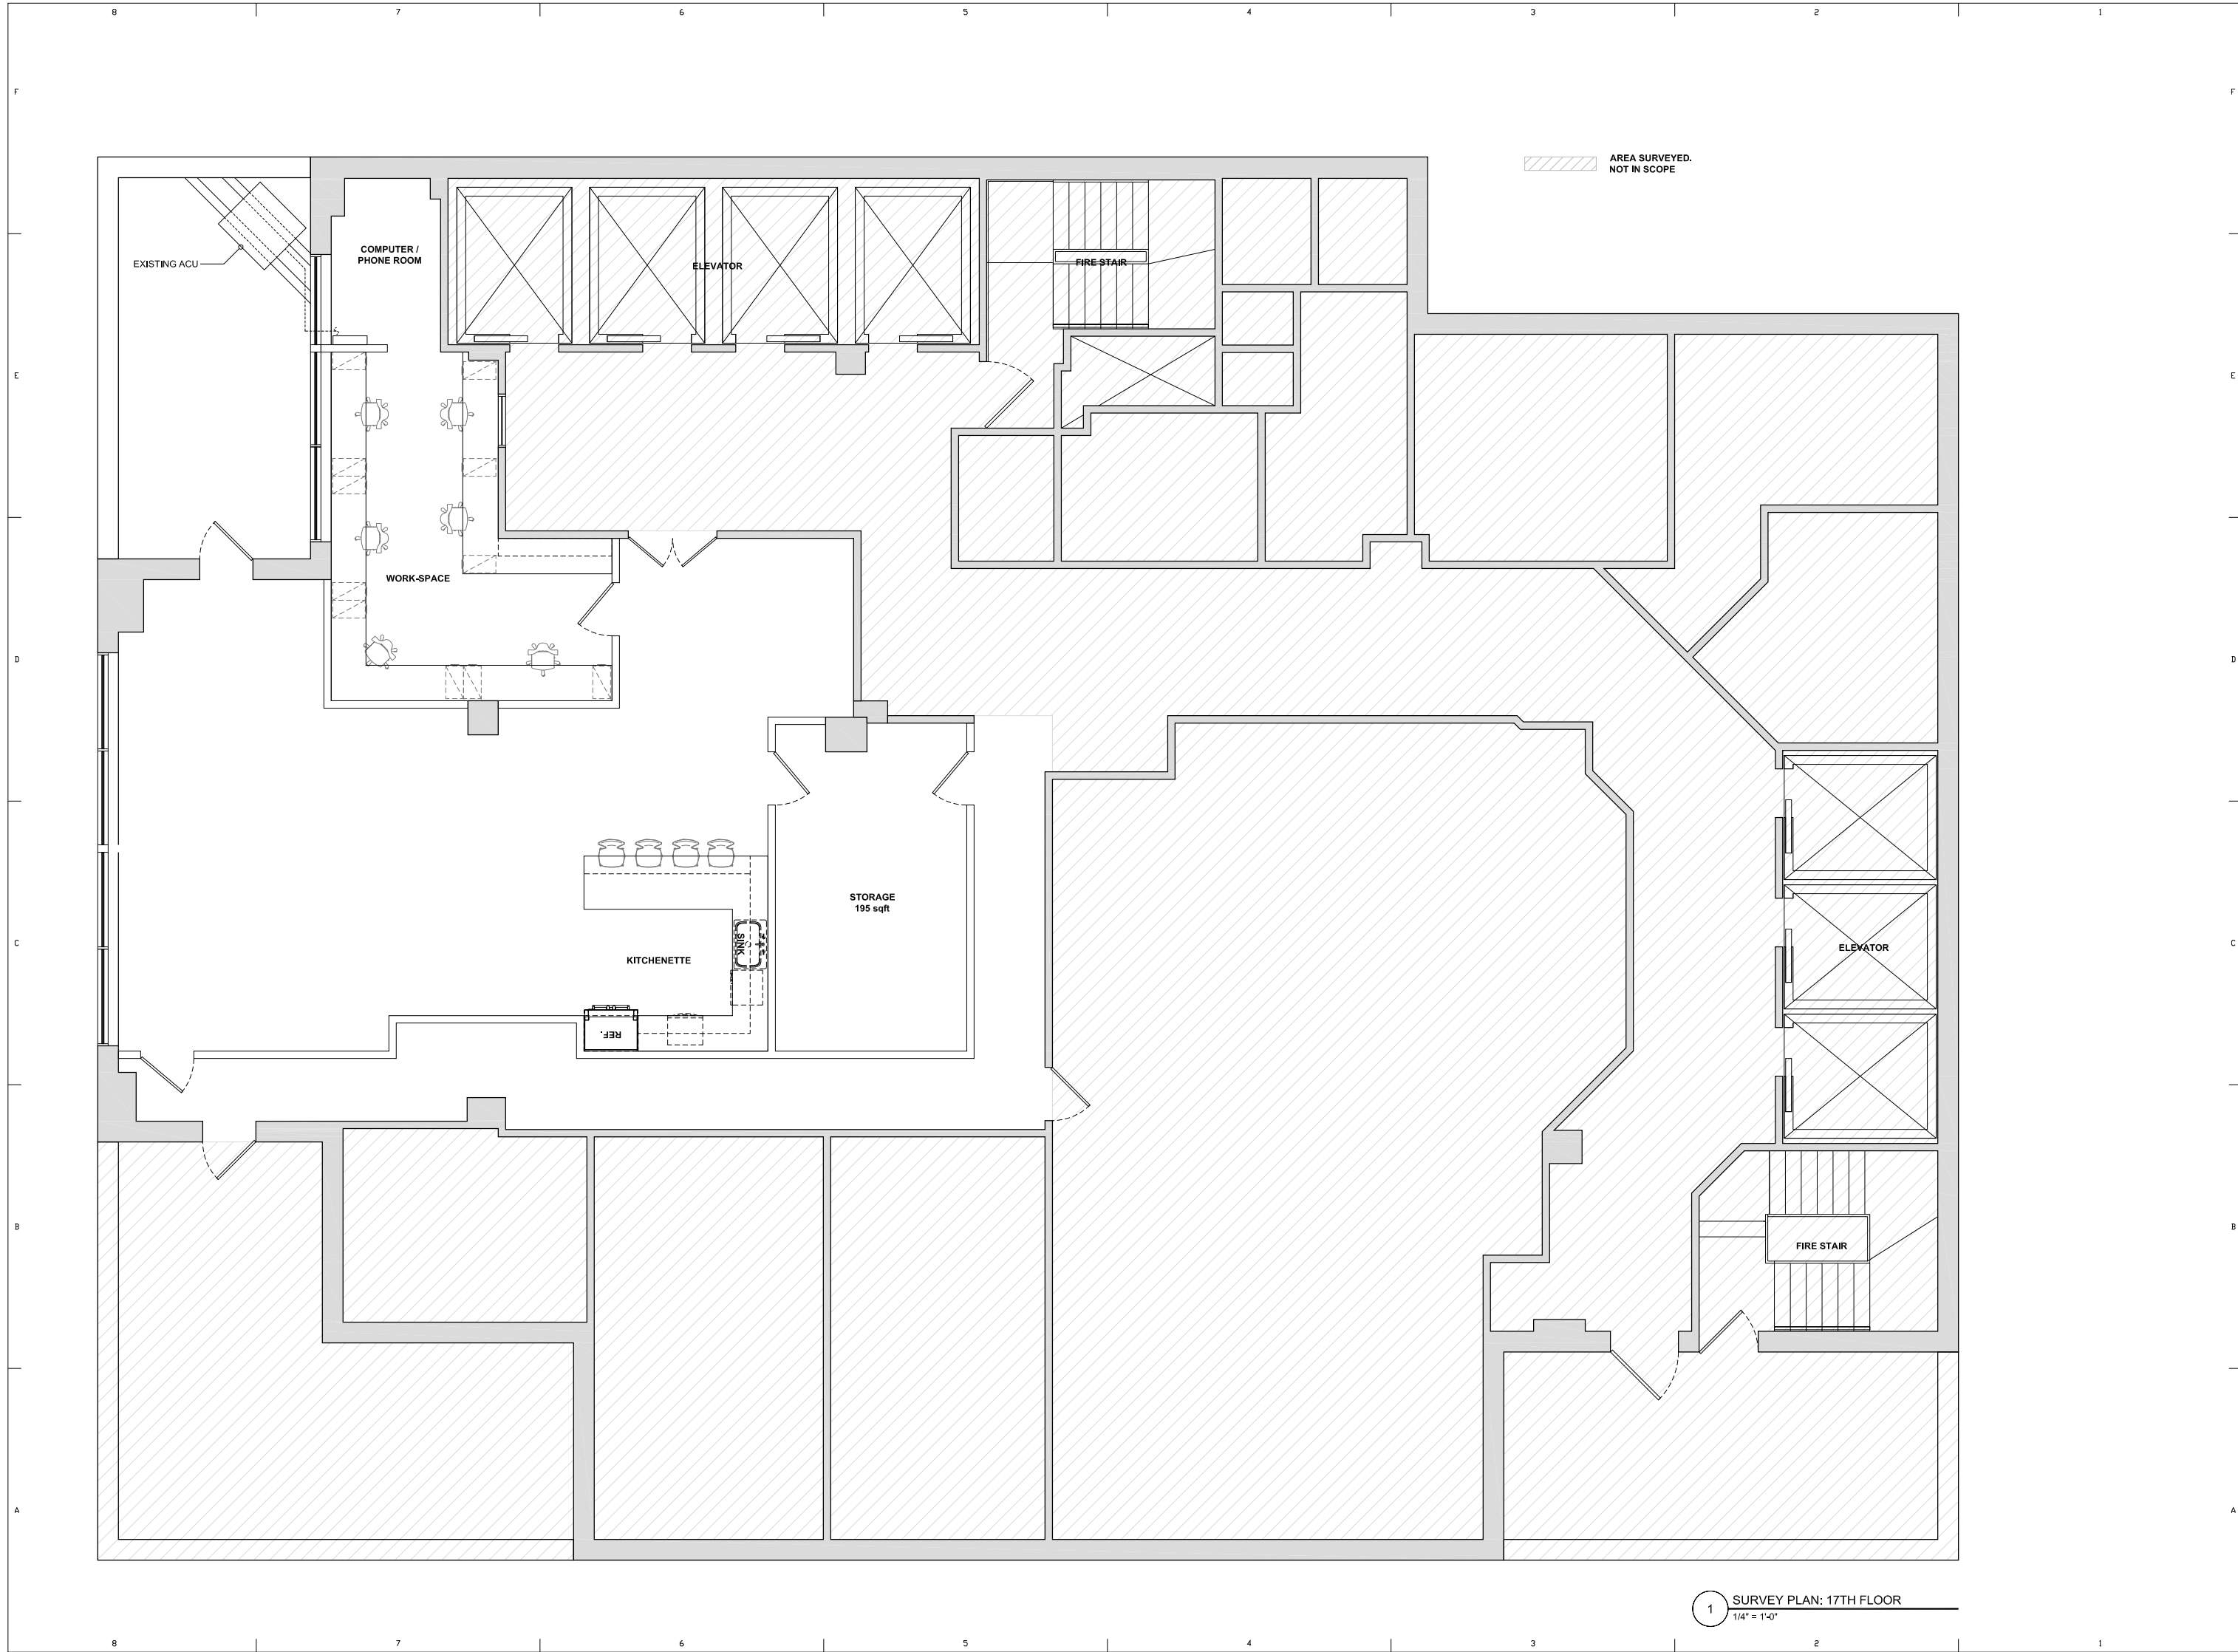 8 7 6 5 4 3 2 1
F F
AREA SURVEYED.
NOT IN SCOPE
COMPUTER /
PHONE ROOM
EXISTING ACU
ELEVATOR
FIRE STAIR
E E
WORK-SPACE
D D
STORAGE
195 sqft
SINK
KITCHENETTE
REF.
C C
ELEVATOR
B B
FIRE STAIR
A A
1
SURVEY PLAN: 17TH FLOOR
1/4" = 1'-0"
8 7 6 5 4 3 2 1